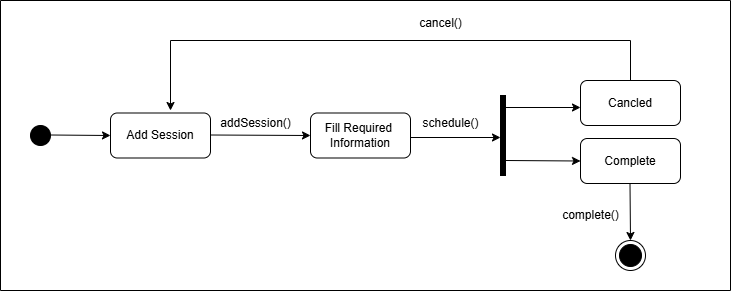 cancel()
Cancled
Add Session
addSession()
Fill Required
Information
schedule()
Complete
complete()